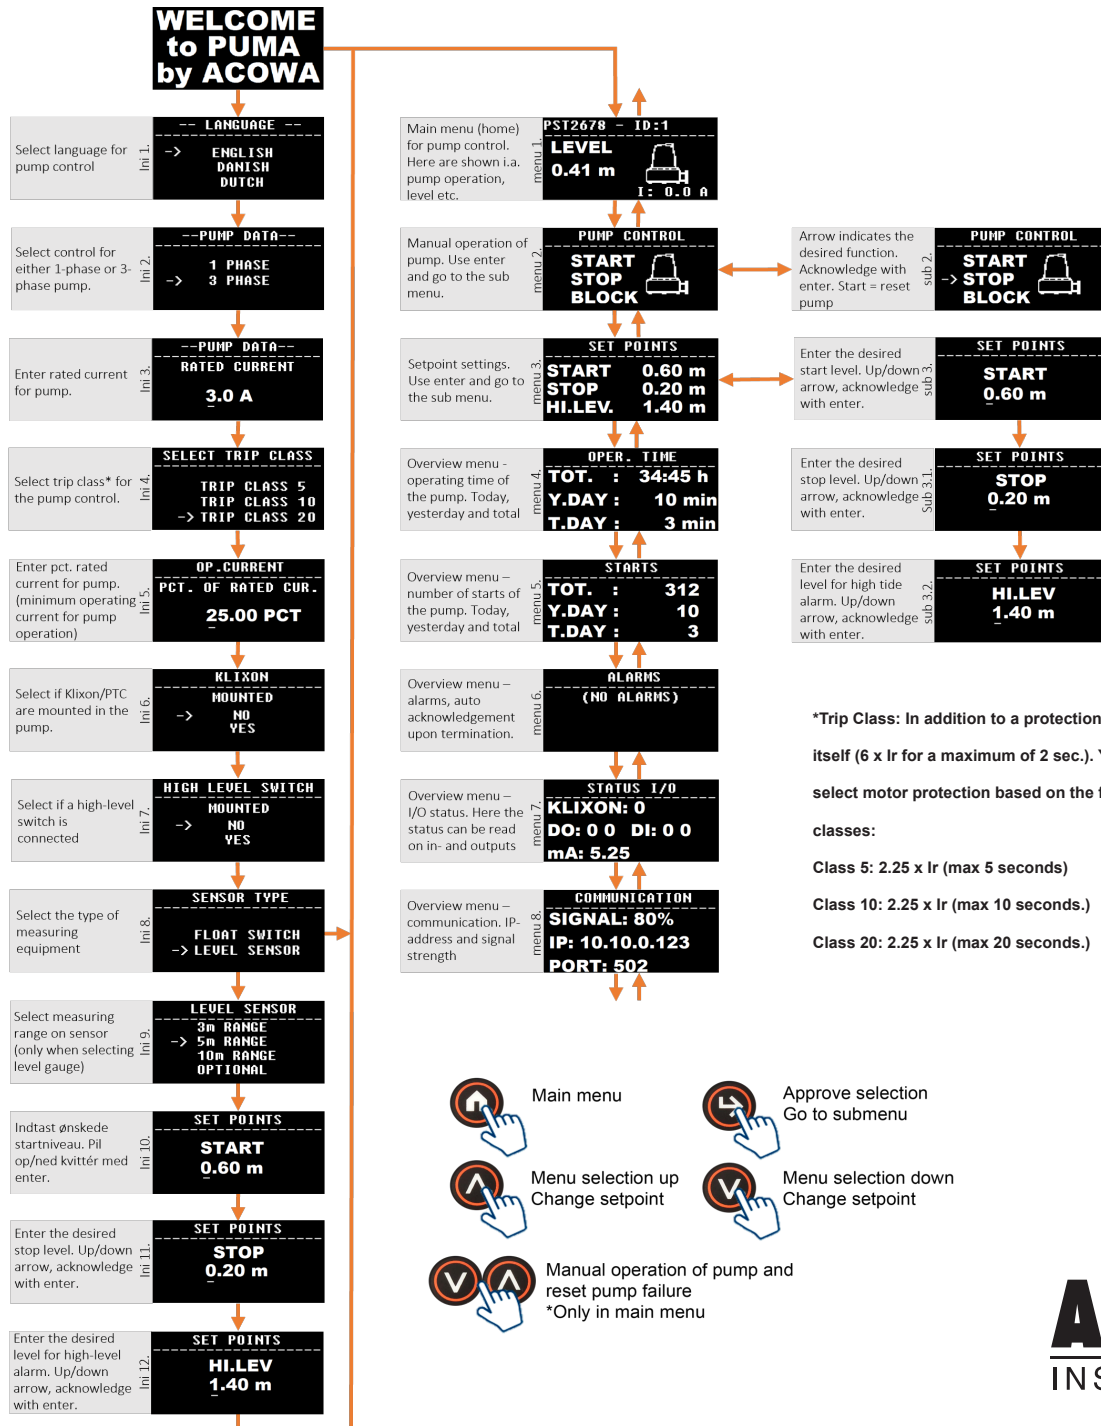 WELCOME
to PUMA
by ACOWA
Select language for
pump control
Ini 1.
-- LANGUAGE --
-> ENGLISH
DANISH
DUTCH
Select control for
either 1-phase or 3-
phase pump.
Ini 2.
--PUMP DATA--
1 PHASE
-> 3 PHASE
Enter rated current
for pump.
Ini 3.
--PUMP DATA--
RATED CURRENT
3.0 A
Select trip class* for
the pump control.
Ini 4.
SELECT TRIP CLASS
TRIP CLASS 5
TRIP CLASS 10
-> TRIP CLASS 20
Enter pct. rated
current for pump.
(minimum operating
current for pump
operation)
Ini 5.
OP.CURRENT
PCT. OF RATED CUR.
25.00 PCT
Select if Klixon/PTC
are mounted in the
pump.
Ini 6.
KLIXON
MOUNTED
-> NO
YES
Select if a high-level
switch is
connected
Ini 7.
HIGH LEVEL SWITCH
MOUNTED
-> NO
YES
Select the type of
measuring
equipment
Ini 8.
SENSOR TYPE
FLOAT SWITCH
-> LEVEL SENSOR
Select measuring
range on sensor
(only when selecting
level gauge)
Ini 9.
LEVEL SENSOR
3m RANGE
-> 5m RANGE
10m RANGE
OPTIONAL
Indtast ønskede
startniveau. Pil
op/ned kvittér med
enter.
Ini 10.
SET POINTS
START
0.60 m
Enter the desired
stop level. Up/down
arrow, acknowledge
with enter.
Ini 11.
SET POINTS
STOP
0.20 m
Enter the desired
level for high-level
alarm. Up/down
arrow, acknowledge
with enter.
Ini 12.
SET POINTS
HI.LEV
1.40 m
Main menu (home)
for pump control.
Here are shown i.a.
pump operation,
level etc.
menu 1.
PST2678 - ID:1
LEVEL
0.41 m
I: 0.0 A
Manual operation of
pump. Use enter
and go to the sub
menu.
menu 2.
PUMP CONTROL
START
STOP
BLOCK
Setpoint settings.
Use enter and go to
the sub menu.
menu 3.
SET POINTS
START 0.60 m
STOP 0.20 m
HI.LEV. 1.40 m
Overview menu -
operating time of
the pump. Today,
yesterday and total
menu 4.
OPER. TIME
TOT. : 34:45 h
Y.DAY : 10 min
T.DAY : 3 min
Overview menu –
number of starts of
the pump. Today,
yesterday and total
menu 5.
STARTS
TOT. : 312
Y.DAY : 10
T.DAY : 3
Overview menu –
alarms, auto
acknowledgement
upon termination.
menu 6.
ALARMS
(NO ALARMS)
Overview menu –
I/O status. Here the
status can be read
on in- and outputs
menu 7.
STATUS I/O
KLIXON: 0
DO: 0 0 DI: 0 0
mA: 5.25
Overview menu –
communication. IP-
address and signal
strength
menu 8.
COMMUNICATION
SIGNAL: 80%
IP: 10.10.0.123
PORT: 502
Arrow indicates the
desired function.
Acknowledge with
enter. Start = reset
pump
sub 2.
PUMP CONTROL
START
-> STOP
BLOCK
Enter the desired
start level. Up/down
arrow, acknowledge
with enter.
sub 3.
SET POINTS
START
0.60 m
Enter the desired
stop level. Up/down
arrow, acknowledge
with enter.
Sub 3.1.
SET POINTS
STOP
0.20 m
Enter the desired
level for high tide
alarm. Up/down
arrow, acknowledge
with enter.
sub 3.2.
SET POINTS
HI.LEV
1.40 m
*Trip Class: In addition to a protection
itself (6 x Ir for a maximum of 2 sec.).
select motor protection based on the
classes:
Class 5: 2.25 x Ir (max 5 seconds)
Class 10: 2.25 x Ir (max 10 seconds.)
Class 20: 2.25 x Ir (max 20 seconds.)
Main menu
Approve selection
Go to submenu
Menu selection up
Change setpoint
Menu selection down
Change setpoint
Manual operation of pump and
reset pump failure
*Only in main menu
A
INS